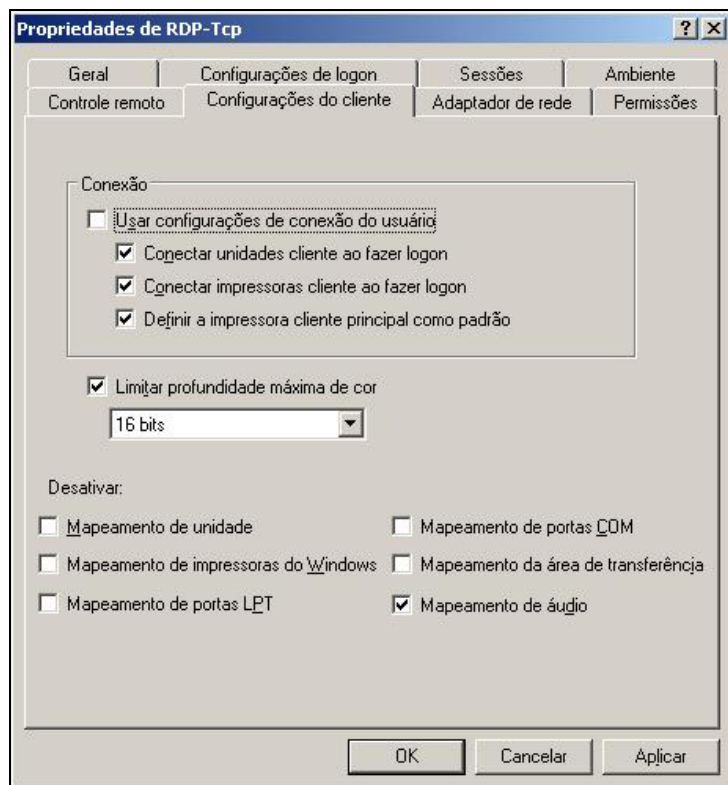 Propriedades de RDP-Tcp
Geral Configurações de logon Sessões Ambiente
Controle remoto Configurações do cliente Adaptador de rede Permissões
Conexão
Usar configurações de conexão do usuário
Conectar unidades cliente ao fazer logon
Conectar impressoras cliente ao fazer logon
Definir a impressora cliente principal como padrão
Limitar profundidade máxima de cor
16 bits
Desativar:
Mapeamento de unidade Mapeamento de portas COM
Mapeamento de impressoras do Windows Mapeamento da área de transferência
Mapeamento de portas LPT Mapeamento de áudio
OK Cancelar Aplicar